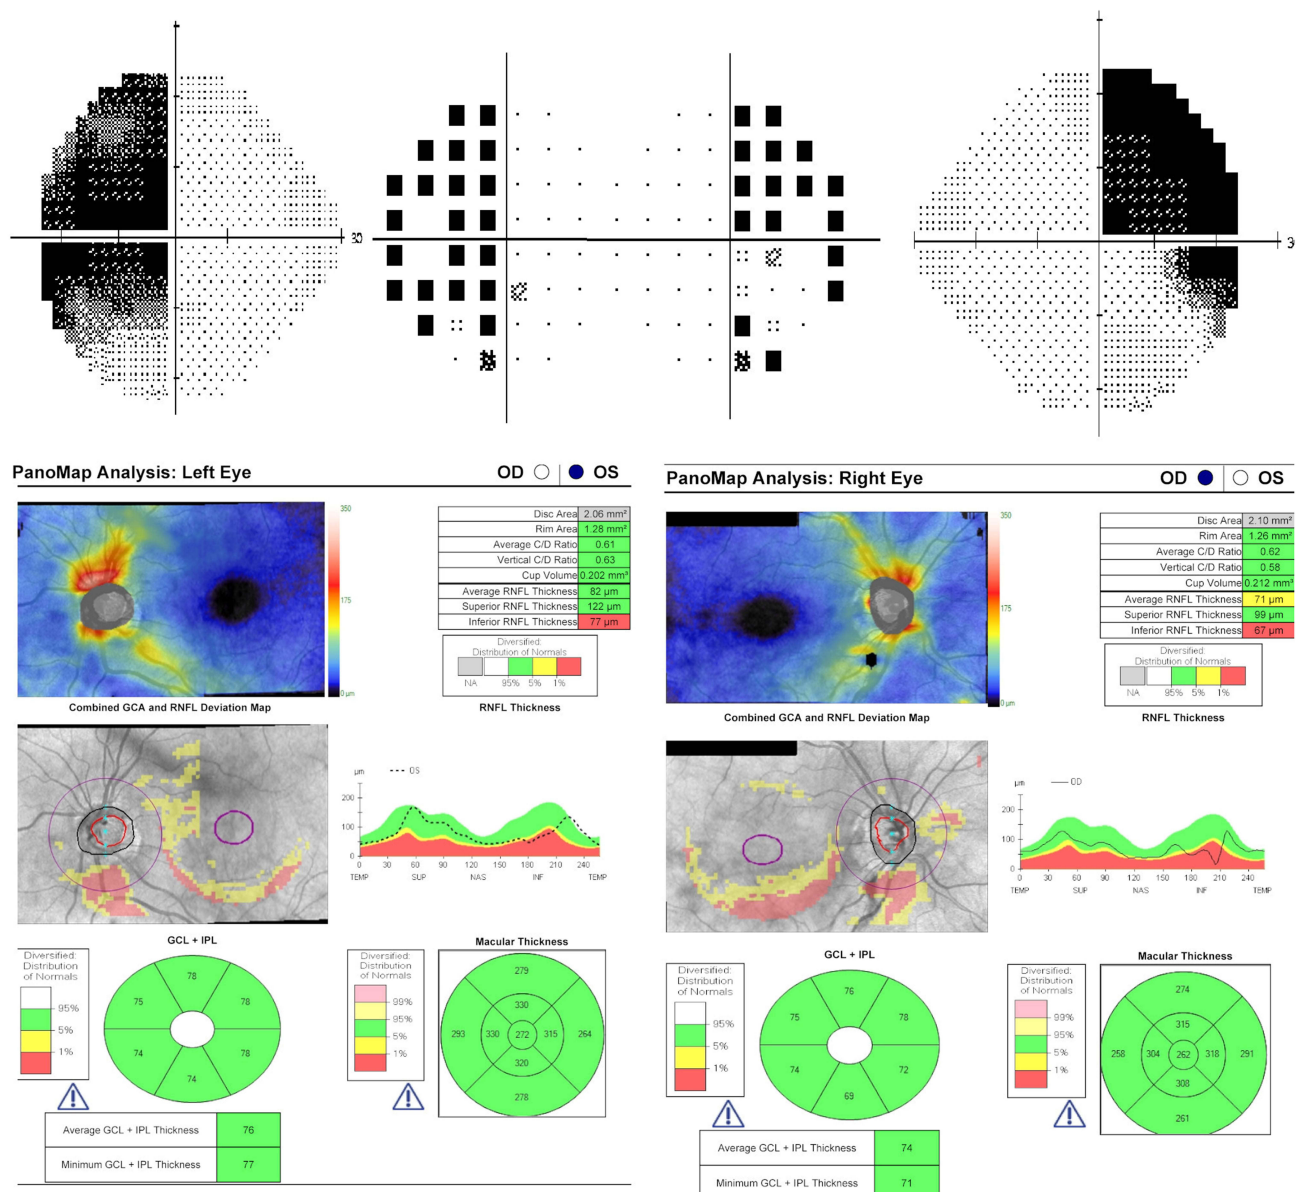 30
PanoMap Analysis: Left Eye
OD OS
350
175
0 µm
Disc Area 2.06 mm²
Rim Area 1.28 mm²
Average C/D Ratio 0.61
Vertical C/D Ratio 0.63
Cup Volume 0.202 mm³
Average RNFL Thickness 82 µm
Superior RNFL Thickness 122 µm
Inferior RNFL Thickness 77 µm
Diversified:
Distribution of Normals
NA 95% 5% 1%
Combined GCA and RNFL Deviation Map
RNFL Thickness
µm
OS
200
100
0
0 30 60 90 120 150 180 210 240
TEMP SUP NAS INF TEMP
GCL + IPL
Diversified:
Distribution
of Normals
95%
5%
1%
78
75 78
74 78
74
Average GCL + IPL Thickness 76
Minimum GCL + IPL Thickness 77
Macular Thickness
Diversified:
Distribution
of Normals
99%
95%
5%
1%
279
330
293 330 272 315 264
320
278
PanoMap Analysis: Right Eye
OD OS
350
175
0 µm
Disc Area 2.10 mm²
Rim Area 1.26 mm²
Average C/D Ratio 0.62
Vertical C/D Ratio 0.58
Cup Volume 0.212 mm³
Average RNFL Thickness 71 µm
Superior RNFL Thickness 99 µm
Inferior RNFL Thickness 67 µm
Diversified:
Distribution of Normals
NA 95% 5% 1%
Combined GCA and RNFL Deviation Map
RNFL Thickness
µm
OD
200
100
0
0 30 60 90 120 150 180 210 240
TEMP SUP NAS INF TEMP
GCL + IPL
Diversified:
Distribution
of Normals
95%
5%
1%
76
75 78
74 72
69
Average GCL + IPL Thickness 74
Minimum GCL + IPL Thickness 71
Macular Thickness
Diversified:
Distribution
of Normals
99%
95%
5%
1%
274
315
258 304 262 318 291
308
261